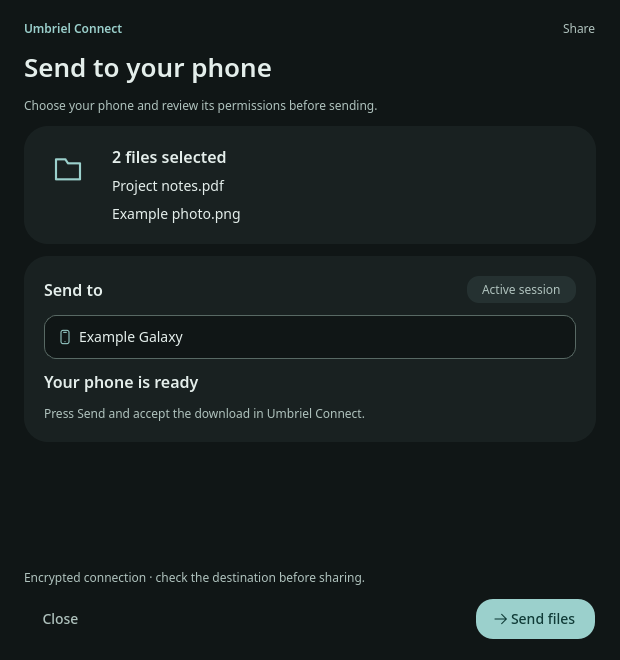 Umbriel Connect
Share
Send to your phone
Choose your phone and review its permissions before sending.
2 files selected
Project notes.pdf
Example photo.png
Send to
Active session
Example Galaxy
Your phone is ready
Press Send and accept the download in Umbriel Connect.
Encrypted connection · check the destination before sharing.
Close
Send files